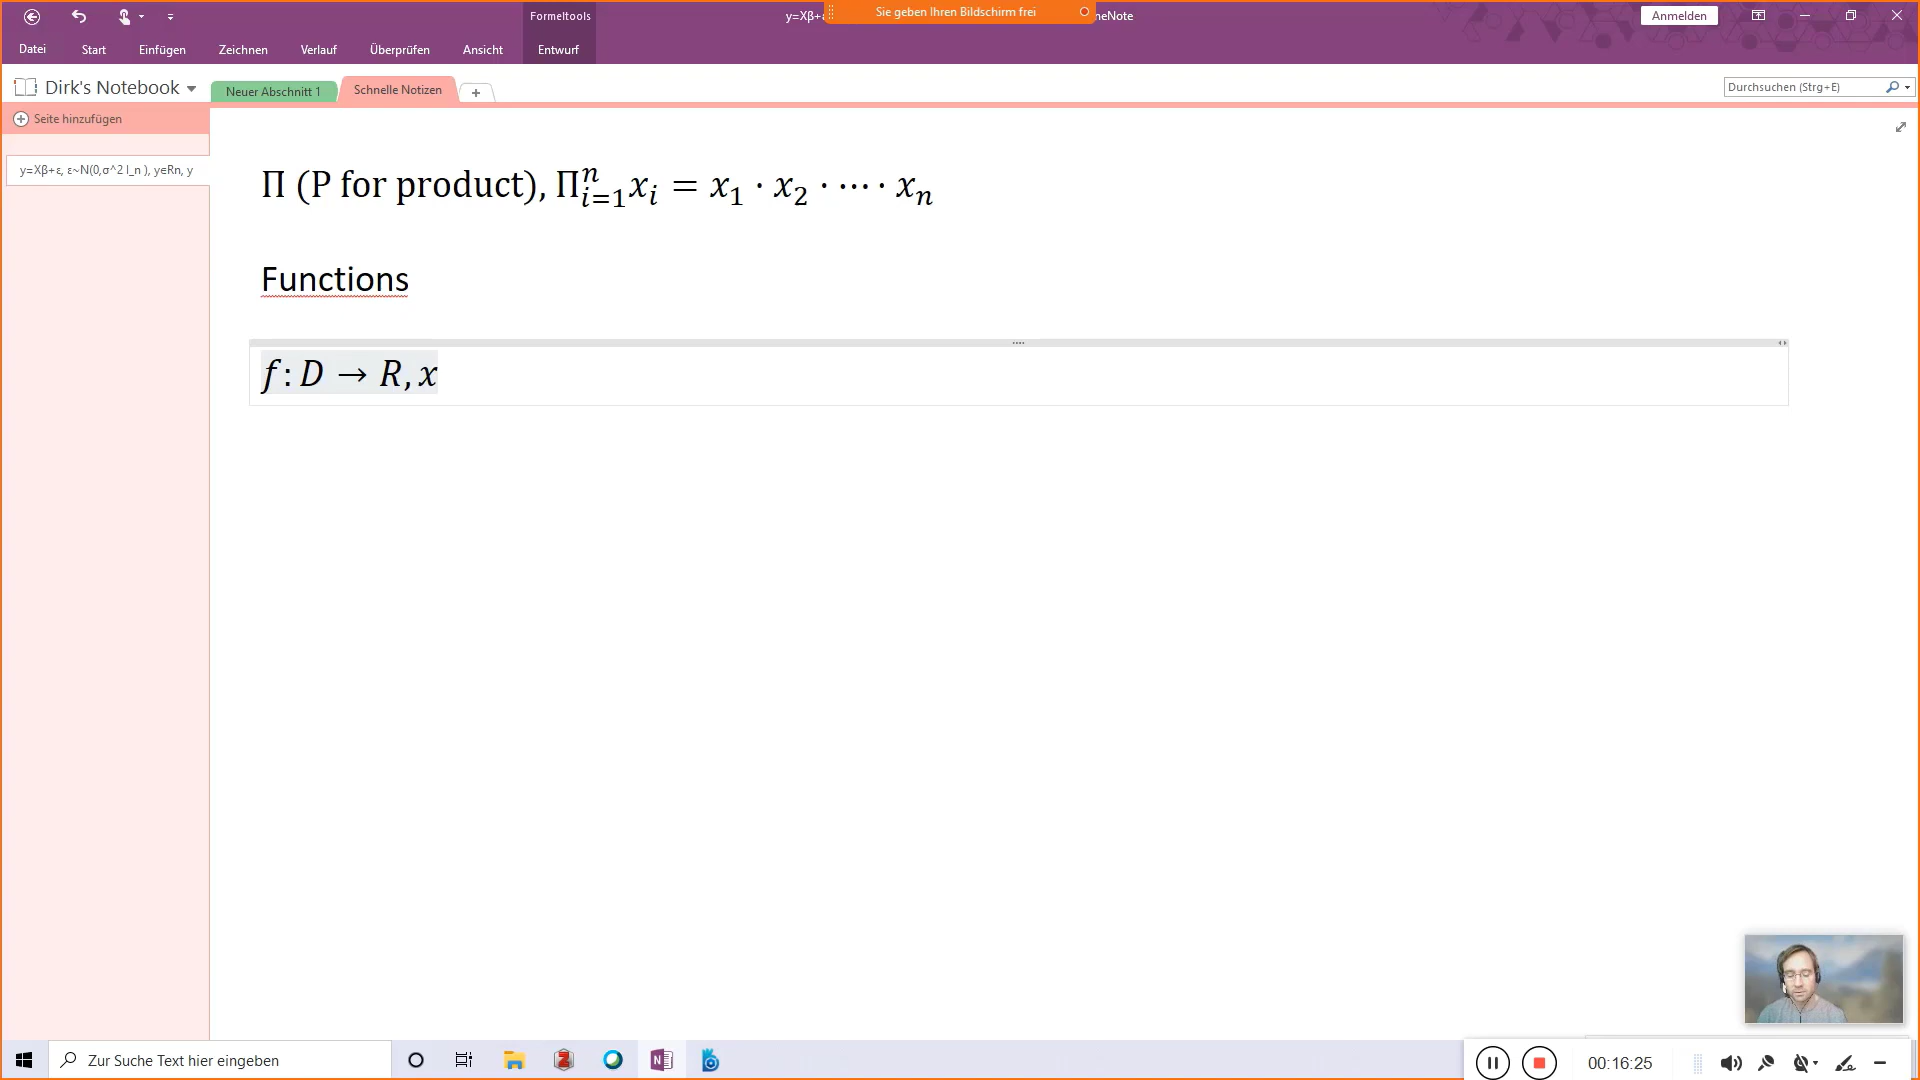 Formeltools
y=Xβ+ε
Sie geben Ihren Bildschirm frei
neNote
Anmelden
Datei
Start
Einfügen
Zeichnen
Verlauf
Überprüfen
Ansicht
Entwurf
Dirk's Notebook
Neuer Abschnitt 1
Schnelle Notizen
Durchsuchen (Strg+E)
Seite hinzufügen
y=Xβ+ε, ε~N(0,σ^2 I_n ), y∈Rn, y
Π (P for product), Π_{i=1}^{n} x_i = x_1 · x_2 · ⋯ · x_n
Functions
f: D → R, x
Zur Suche Text hier eingeben
00:16:25